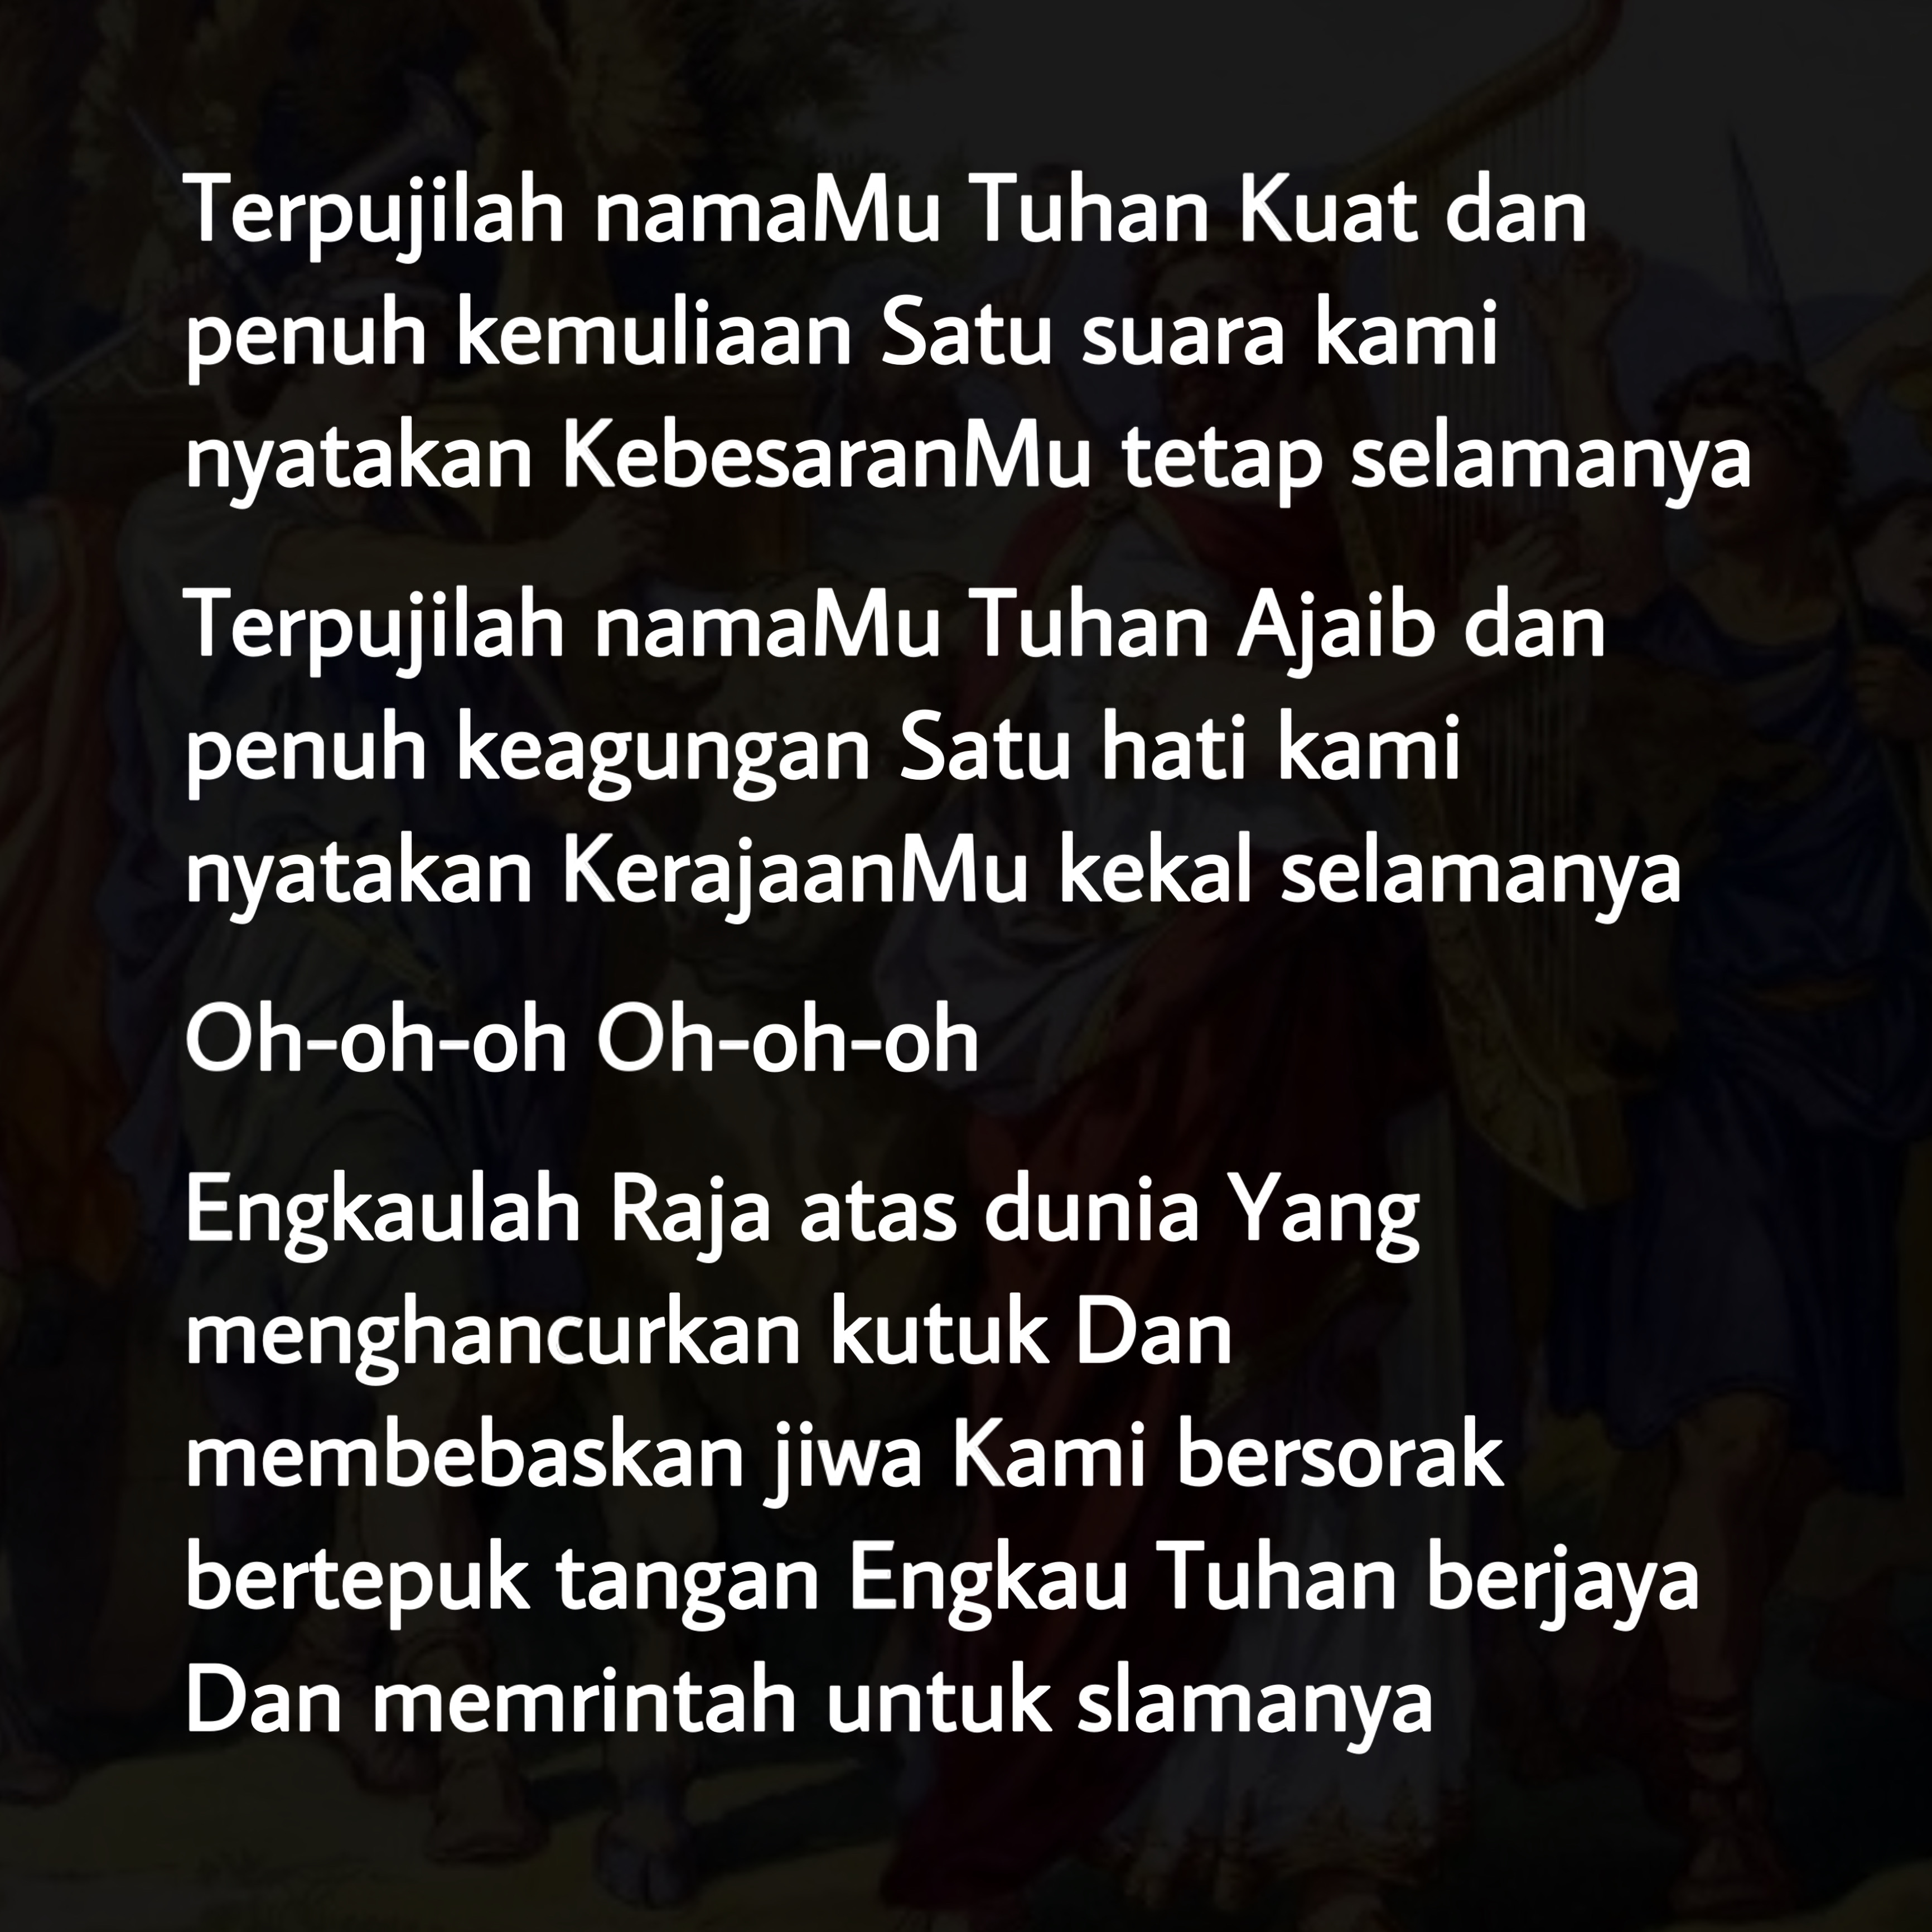 Terpujilah namaMu Tuhan Kuat dan
penuh kemuliaan Satu suara kami
nyatakan KebesaranMu tetap selamanya
Terpujilah namaMu Tuhan Ajaib dan
penuh keagungan Satu hati kami
nyatakan KerajaanMu kekal selamanya
Oh-oh-oh Oh-oh-oh
Engkaulah Raja atas dunia Yang
menghancurkan kutuk Dan
membebaskan jiwa Kami bersorak
bertepuk tangan Engkau Tuhan berjaya
Dan memrintah untuk slamanya